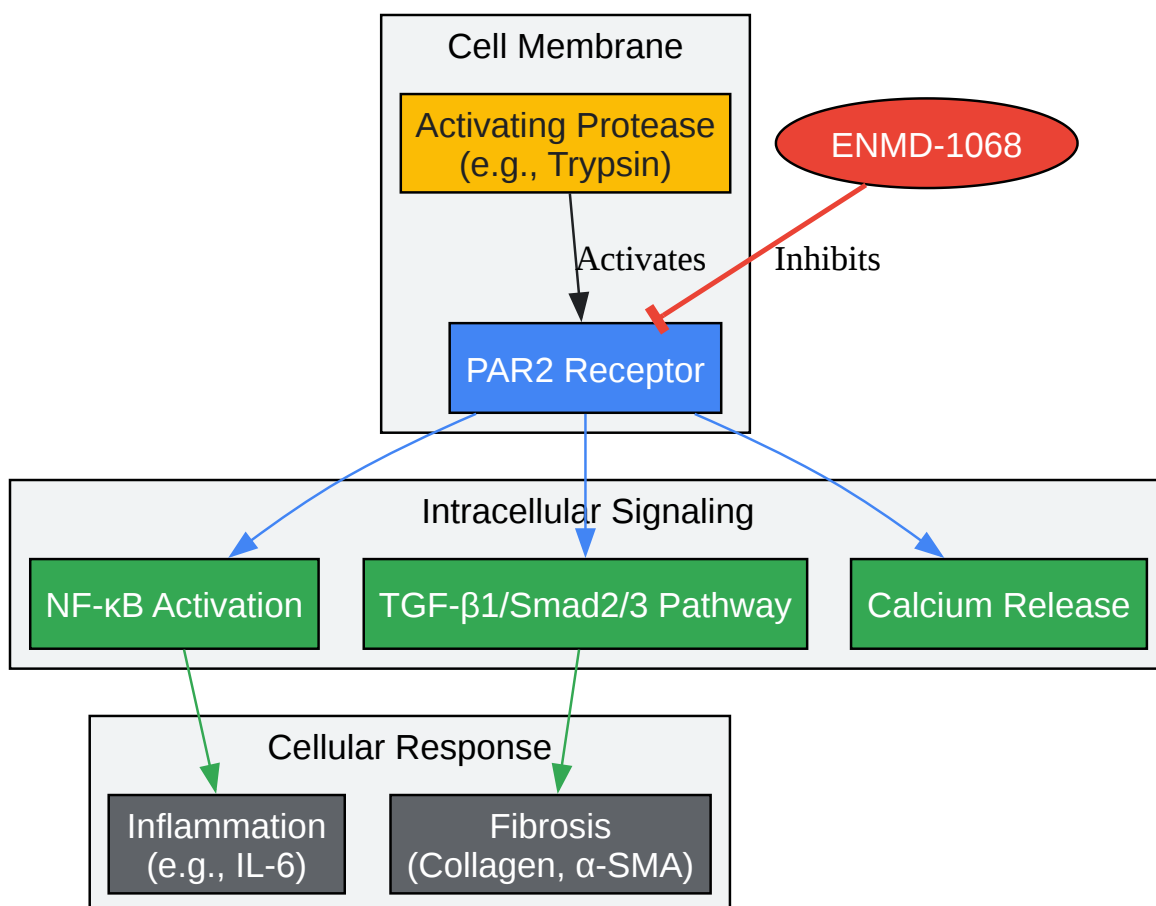 Cell Membrane
Activating Protease
(e.g., Trypsin)
ENMD-1068
Activates
Inhibits
PAR2 Receptor
Intracellular Signaling
NF-κB Activation
TGF-β1/Smad2/3 Pathway
Calcium Release
Cellular Response
Inflammation
(e.g., IL-6)
Fibrosis
(Collagen, α-SMA)